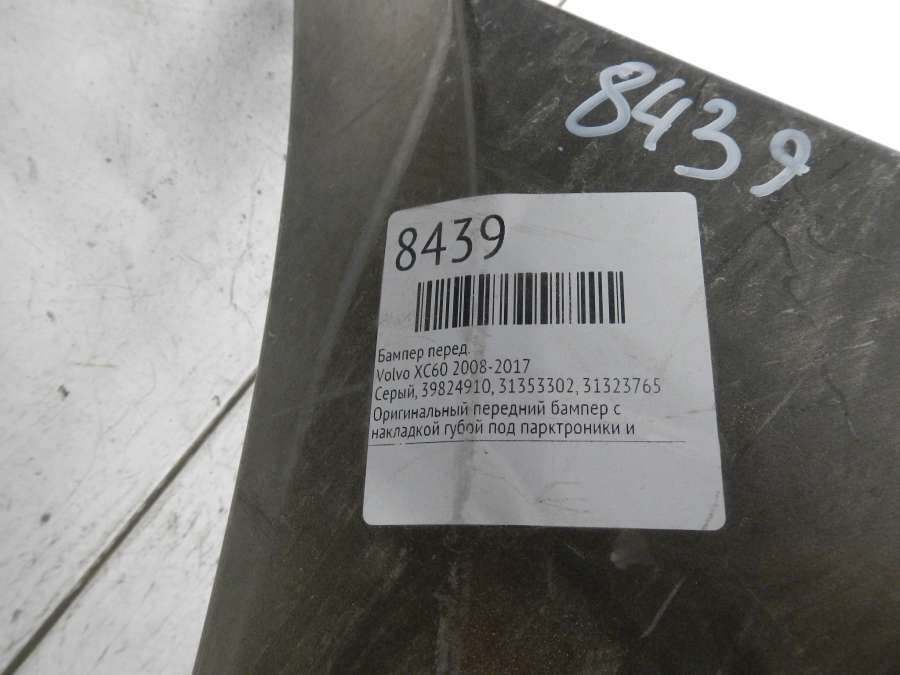 8439
8439
Бампер перед.
Volvo XC60 2008-2017
Серый, 39824910, 31353302, 31323765
Оригинальный передний бампер с
накладкой губой под парктроники и